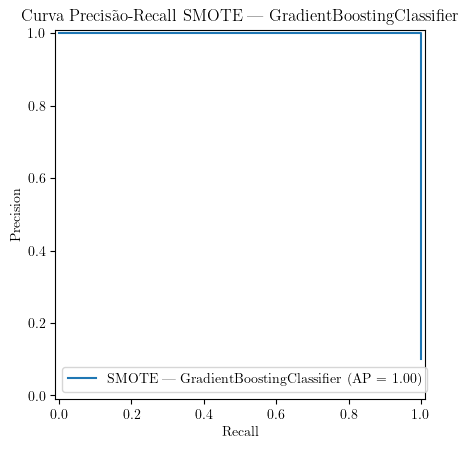 Curva Precisão-Recall SMOTE — GradientBoostingClassifier
1.0
0.8
0.6
0.4
0.2
0.0
Precision
SMOTE — GradientBoostingClassifier (AP = 1.00)
0.0 0.2 0.4 0.6 0.8 1.0
Recall